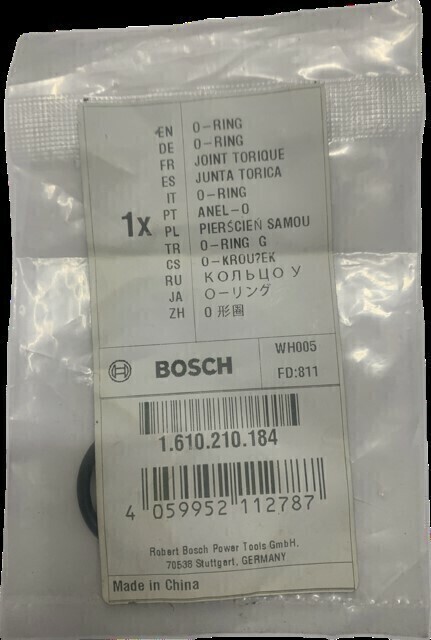 1x
EN O-RING
DE O-RING
FR JOINT TORIQUE
ES JUNTA TORICA
IT O-RING
PT ANEL-O
PL PIERŚCIEŃ SAMOU
TR O-RING G
CS O-KROU?EK
RU КОЛЬЦО У
JA O-リング
ZH O形圈
BOSCH
WH005
FD:811
1.610.210.184
4 059952 112787
Robert Bosch Power Tools GmbH,
70538 Stuttgart, GERMANY
Made in China